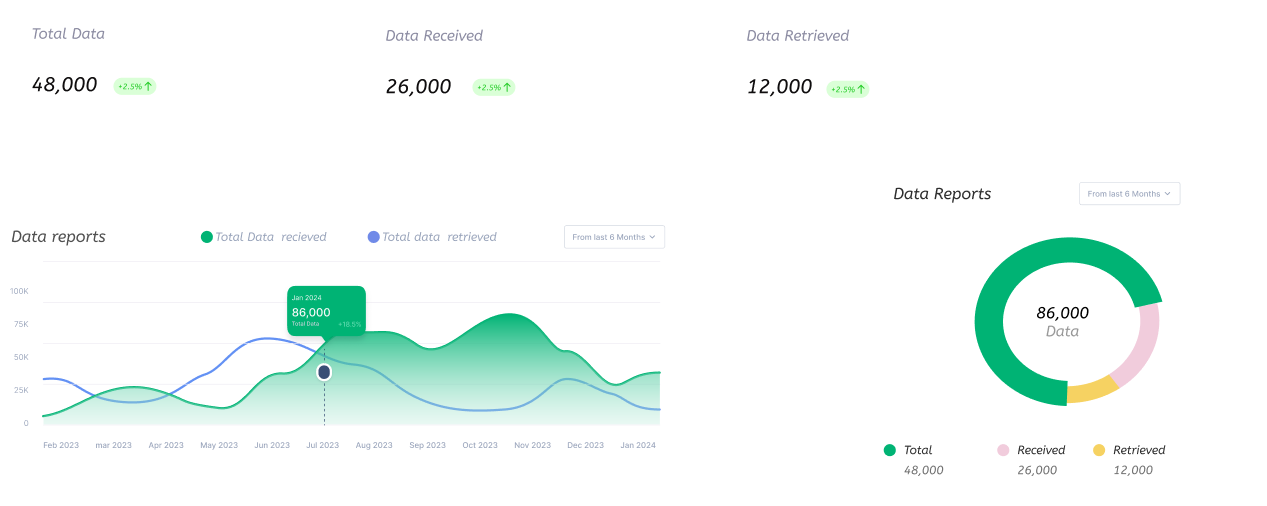 Total Data
Data Received
Data Retrieved
48,000 +2.5%
26,000 +2.5%
12,000 +2.5%
Data Reports
From last 6 Months
Data reports
Total Data recieved
Total data retrieved
From last 6 Months
100K
75K
50K
25K
0
Jan 2024
86,000
Total Data +18.5%
Feb 2023 mar 2023 Apr 2023 May 2023 Jun 2023 Jul 2023 Aug 2023 Sep 2023 Oct 2023 Nov 2023 Dec 2023 Jan 2024
86,000
Data
Total
48,000
Received
26,000
Retrieved
12,000